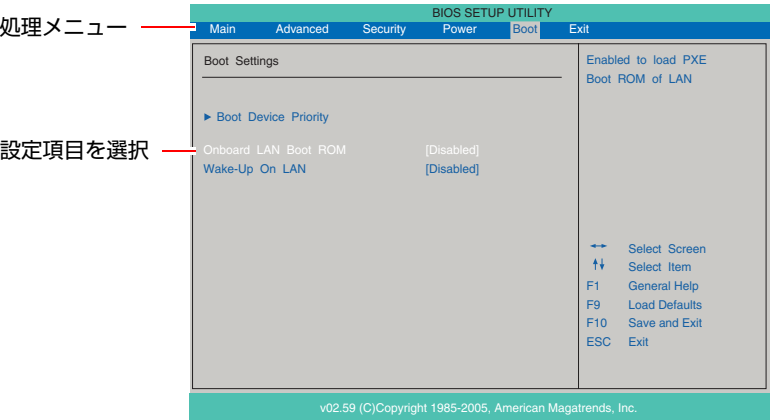 BIOS SETUP UTILITY
処理メニュー
Main Advanced Security Power Boot Exit
Boot Settings
Enabled to load PXE
Boot ROM of LAN
Boot Device Priority
設定項目を選択
Onboard LAN Boot ROM [Disabled]
Wake-Up On LAN [Disabled]
Select Screen
Select Item
F1 General Help
F9 Load Defaults
F10 Save and Exit
ESC Exit
v02.59 (C)Copyright 1985-2005, American Magatrends, Inc.